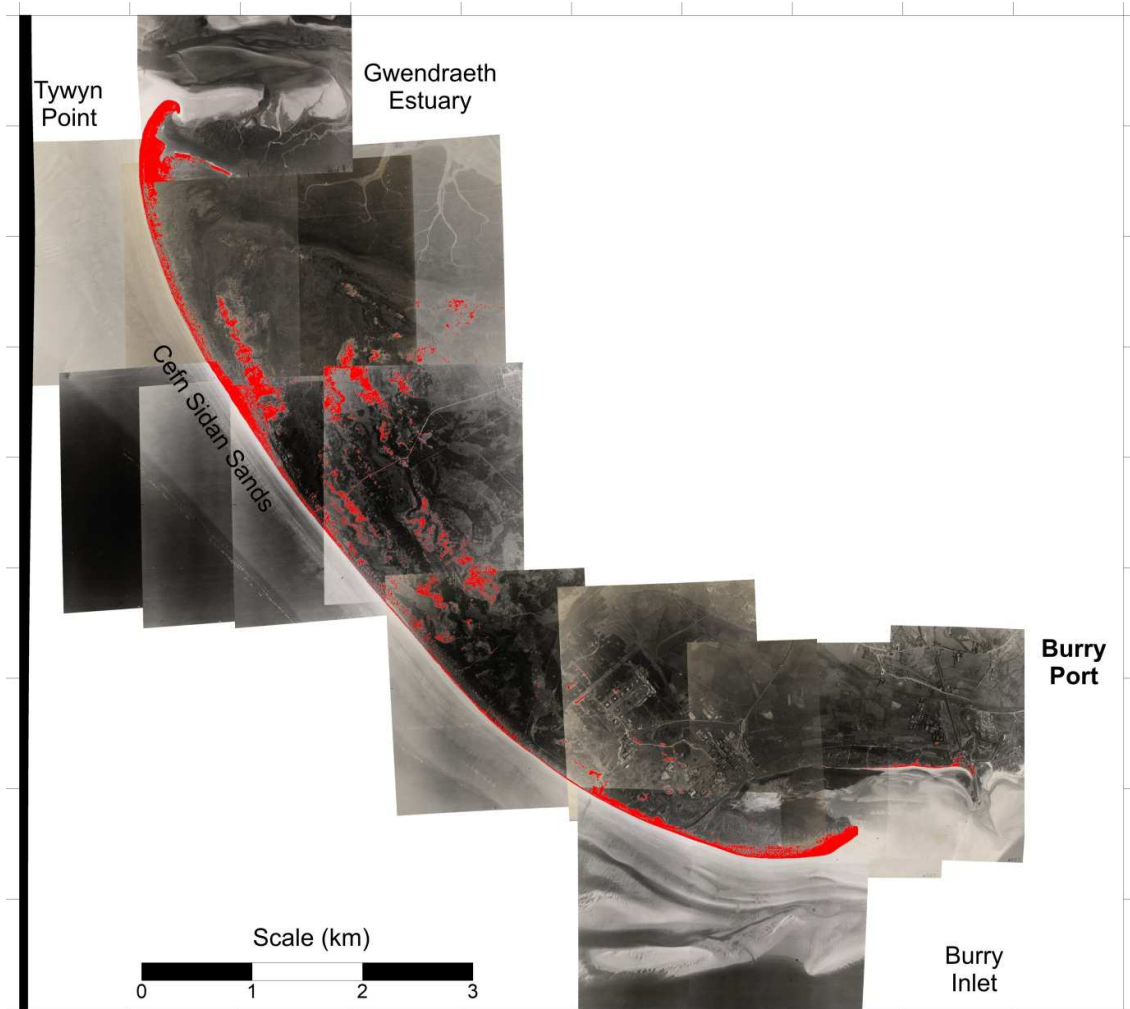 Tywyn
Point
Gwendraeth
Estuary
Cefn Sidan Sands
Burry
Port
Scale (km)
0 1 2 3
Burry
Inlet